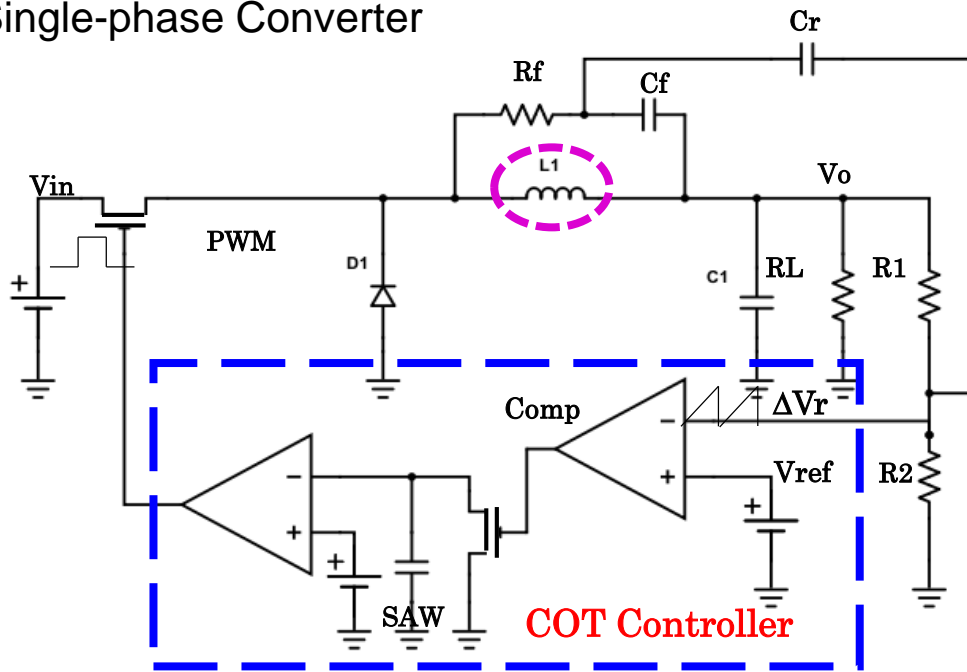 Single-phase Converter
Cr
Rf
Cf
L1
Vin
Vo
PWM
D1
C1
RL
R1
+
Comp
−
ΔVr
+
Vref
R2
+
−
+
+
SAW
COT Controller